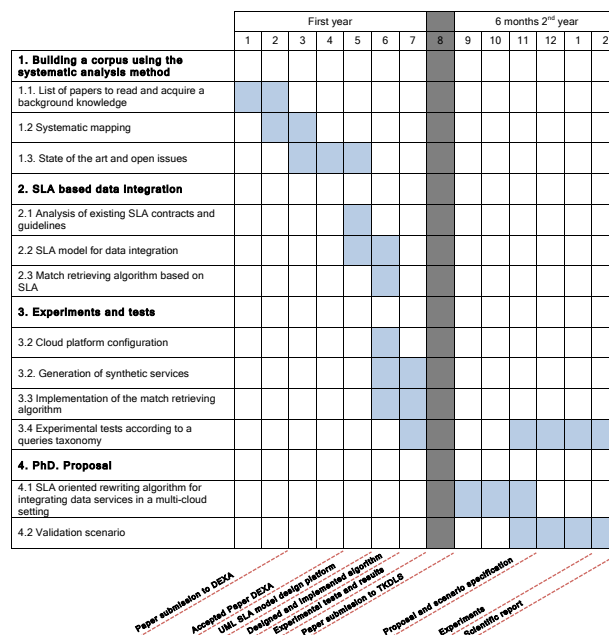 First year
6 months 2nd year
1 2 3 4 5 6 7 8 9 10 11 12 1 2
1. Building a corpus using the
systematic analysis method
1.1. List of papers to read and acquire a
background knowledge
1.2 Systematic mapping
1.3. State of the art and open issues
2. SLA based data integration
2.1 Analysis of existing SLA contracts and
guidelines
2.2 SLA model for data integration
2.3 Match retrieving algorithm based on
SLA
3. Experiments and tests
3.2 Cloud platform configuration
3.2. Generation of synthetic services
3.3 Implementation of the match retrieving
algorithm
3.4 Experimental tests according to a
queries taxonomy
4. PhD. Proposal
4.1 SLA oriented rewriting algorithm for
integrating data services in a multi-cloud
setting
4.2 Validation scenario
Paper submission to DEXA
Accepted Paper DEXA
UML SLA model design platform
Designed and implemented algorithm
Experimental tests and results
Paper submission to TKDLS
Proposal and scenario specification
Experiments
Scientific report